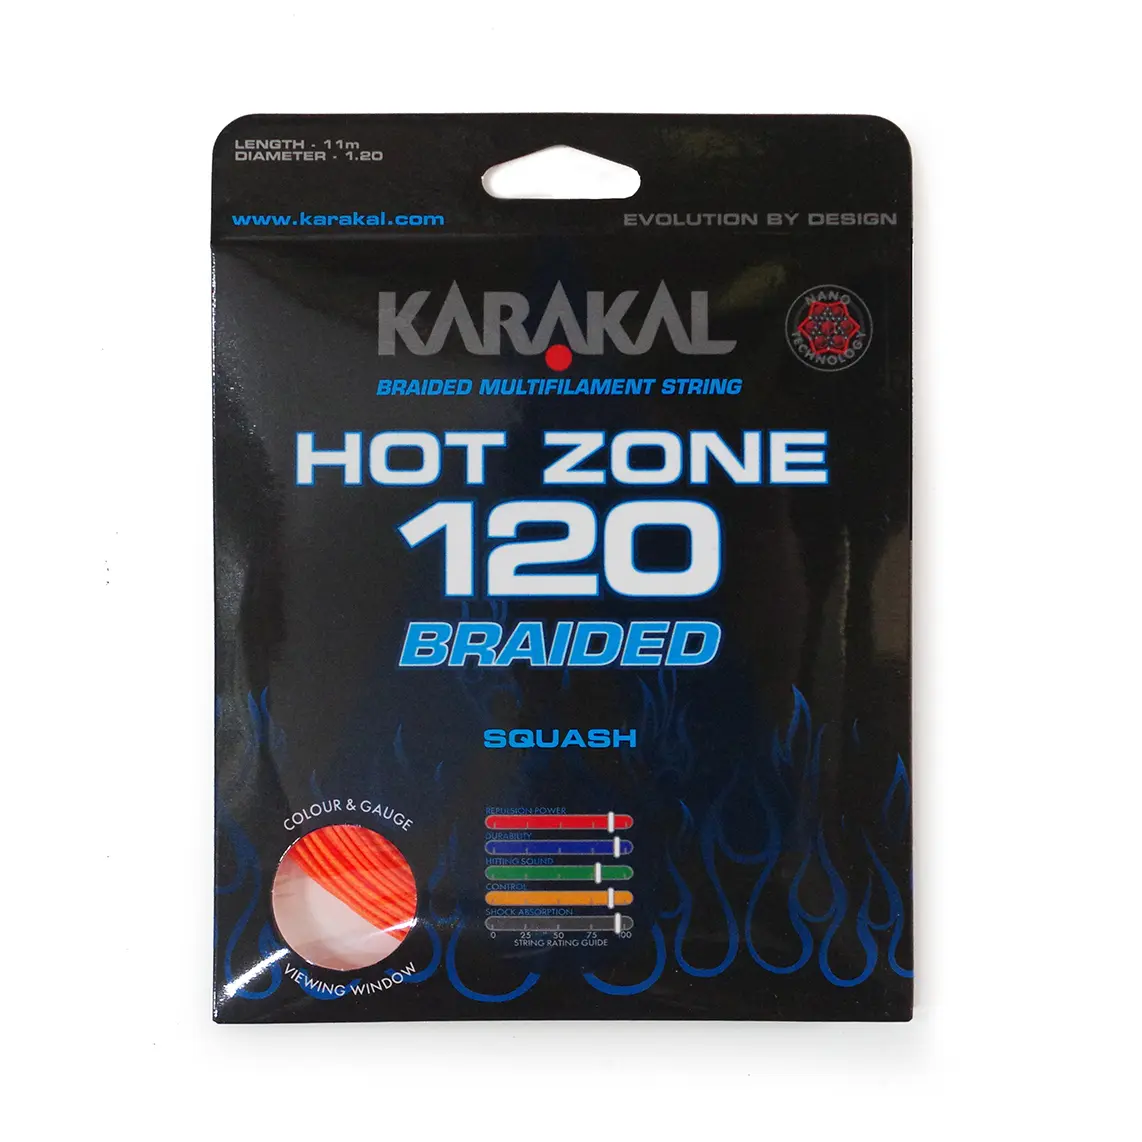 LENGTH - 11m
DIAMETER - 1.20
www.karakal.com
EVOLUTION BY DESIGN
KARAKAL
NANO TECHNOLOGY
BRAIDED MULTIFILAMENT STRING
HOT ZONE
120
BRAIDED
SQUASH
COLOUR & GAUGE
VIEWING WINDOW
REPULSION POWER
DURABILITY
HITTING SOUND
CONTROL
SHOCK ABSORPTION
0 25 50 75 100
STRING RATING GUIDE